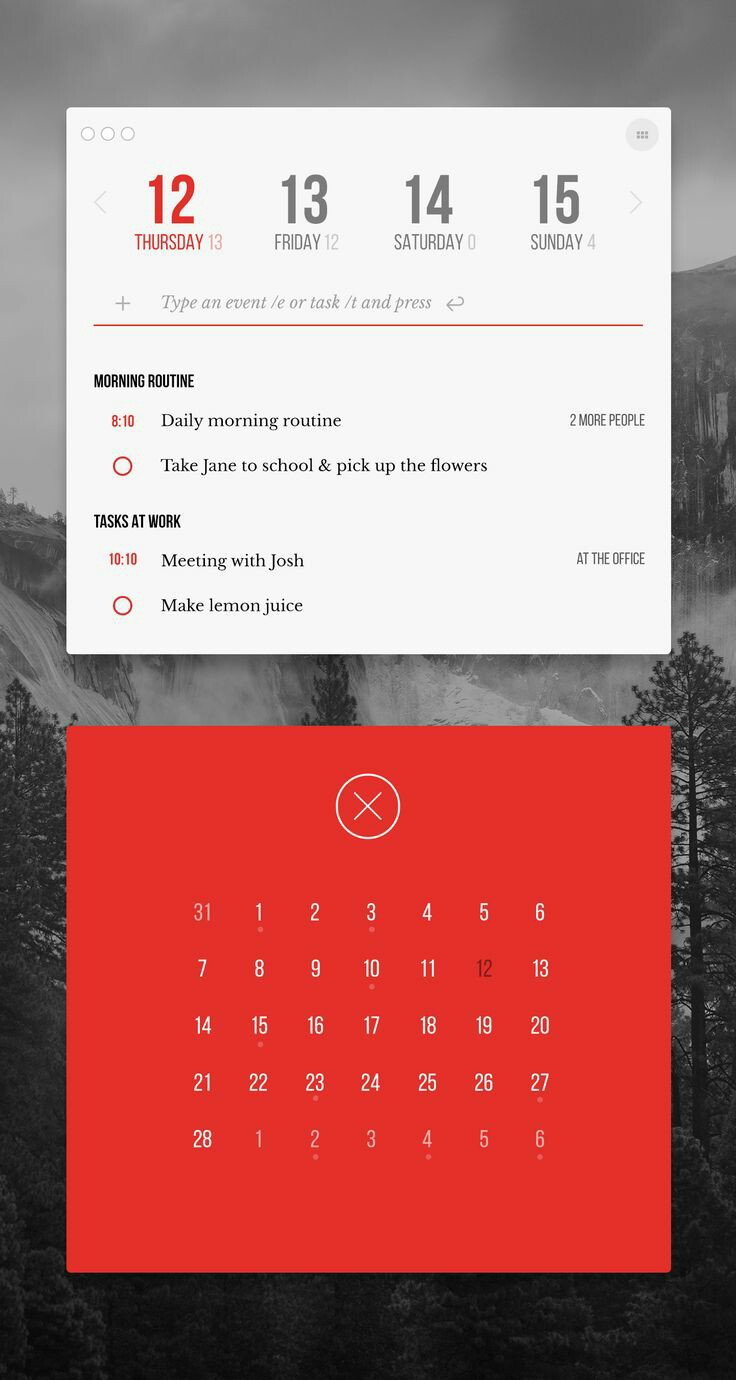 12 13 14 15
THURSDAY 13 FRIDAY 12 SATURDAY 0 SUNDAY 4
Type an event /e or task /t and press
MORNING ROUTINE
8:10 Daily morning routine 2 MORE PEOPLE
Take Jane to school & pick up the flowers
TASKS AT WORK
10:10 Meeting with Josh AT THE OFFICE
Make lemon juice
31 1 2 3 4 5 6
7 8 9 10 11 12 13
14 15 16 17 18 19 20
21 22 23 24 25 26 27
28 1 2 3 4 5 6